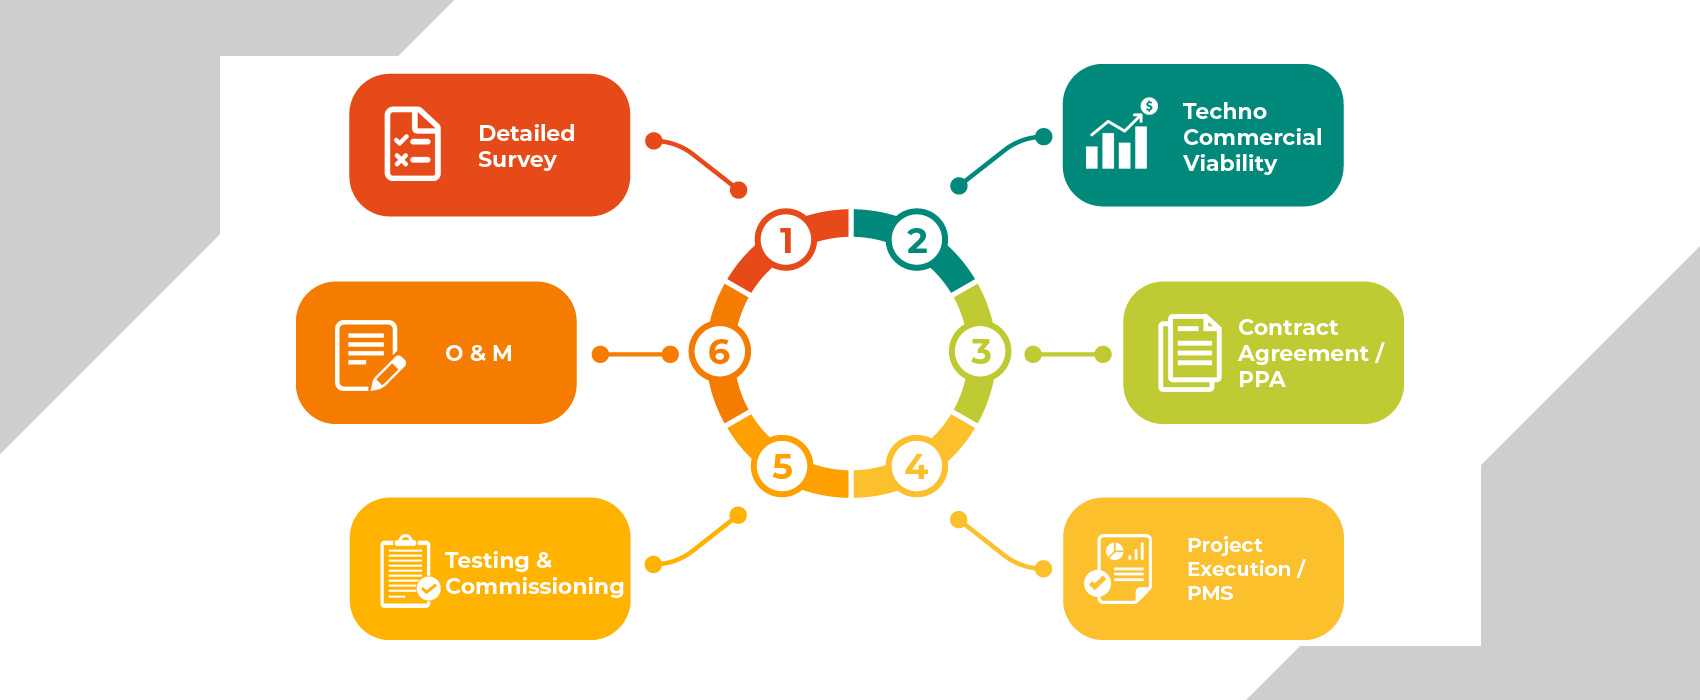 Detailed
Survey
Techno
Commercial
Viability
$
1
2
O & M
6
3
Contract
Agreement /
PPA
5
4
Testing &
Commissioning
Project
Execution /
PMS